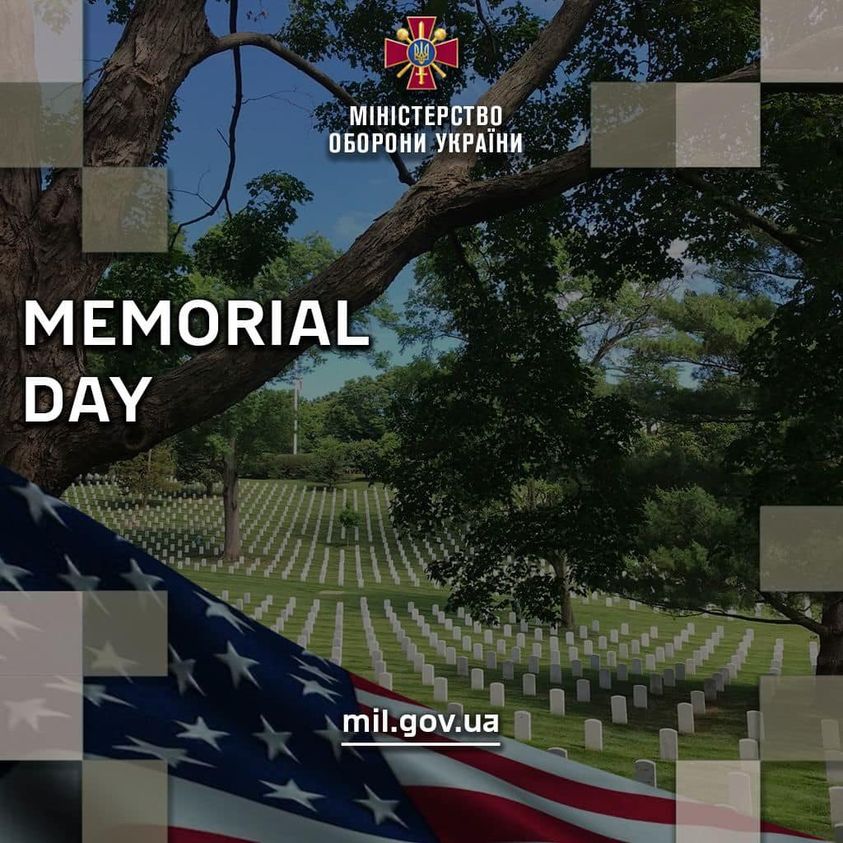 МІНІСТЕРСТВО
ОБОРОНИ УКРАЇНИ
MEMORIAL
DAY
mil.gov.ua